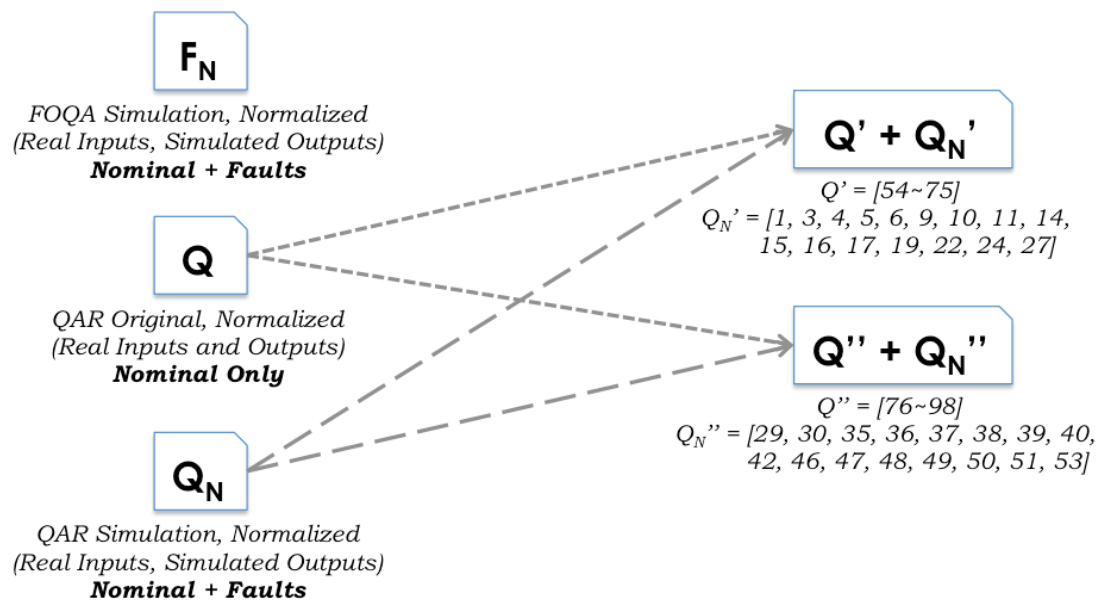 F_N
FOQA Simulation, Normalized
(Real Inputs, Simulated Outputs)
Nominal + Faults
Q
QAR Original, Normalized
(Real Inputs and Outputs)
Nominal Only
Q_N
QAR Simulation, Normalized
(Real Inputs, Simulated Outputs)
Nominal + Faults
Q’ + Q_N’
Q’ = [54~75]
Q_N’ = [1, 3, 4, 5, 6, 9, 10, 11, 14,
15, 16, 17, 19, 22, 24, 27]
Q’’ + Q_N’’
Q’’ = [76~98]
Q_N’’ = [29, 30, 35, 36, 37, 38, 39, 40,
42, 46, 47, 48, 49, 50, 51, 53]